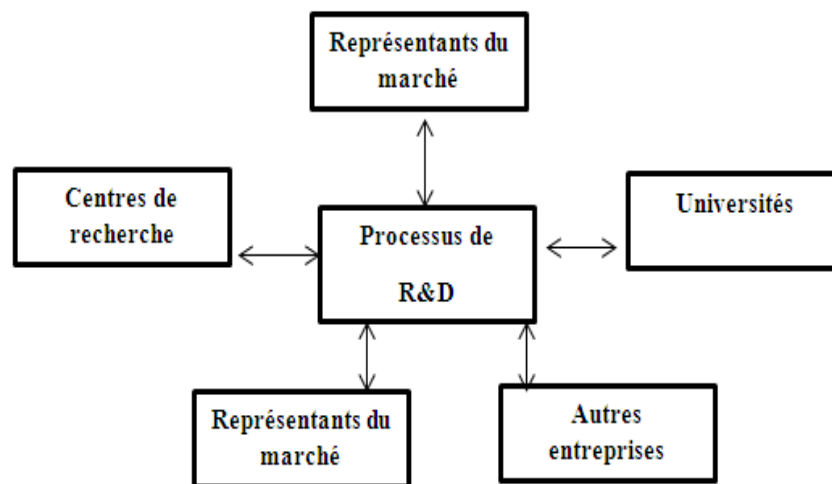 Représentants du
marché
Centres de
recherche
Processus de
R&D
Universités
Représentants du
marché
Autres
entreprises